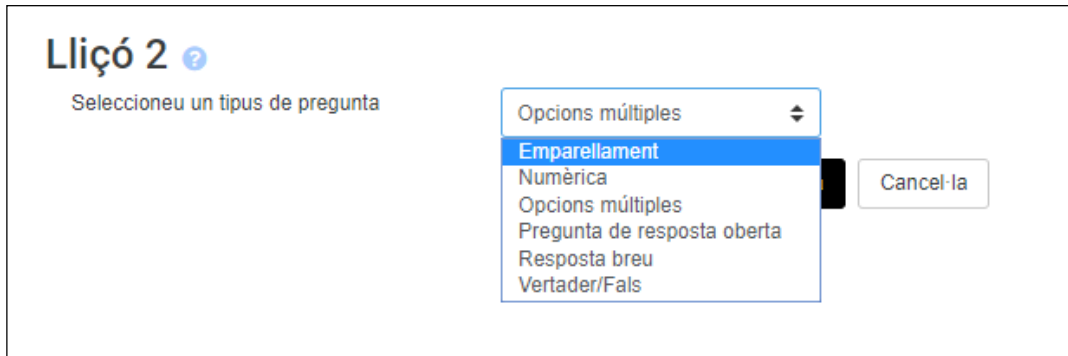 Lliçó 2 ?
Seleccioneu un tipus de pregunta
Opcions múltiples
Emparellament
Numèrica
Cancel·la
Opcions múltiples
Pregunta de resposta oberta
Resposta breu
Vertader/Fals